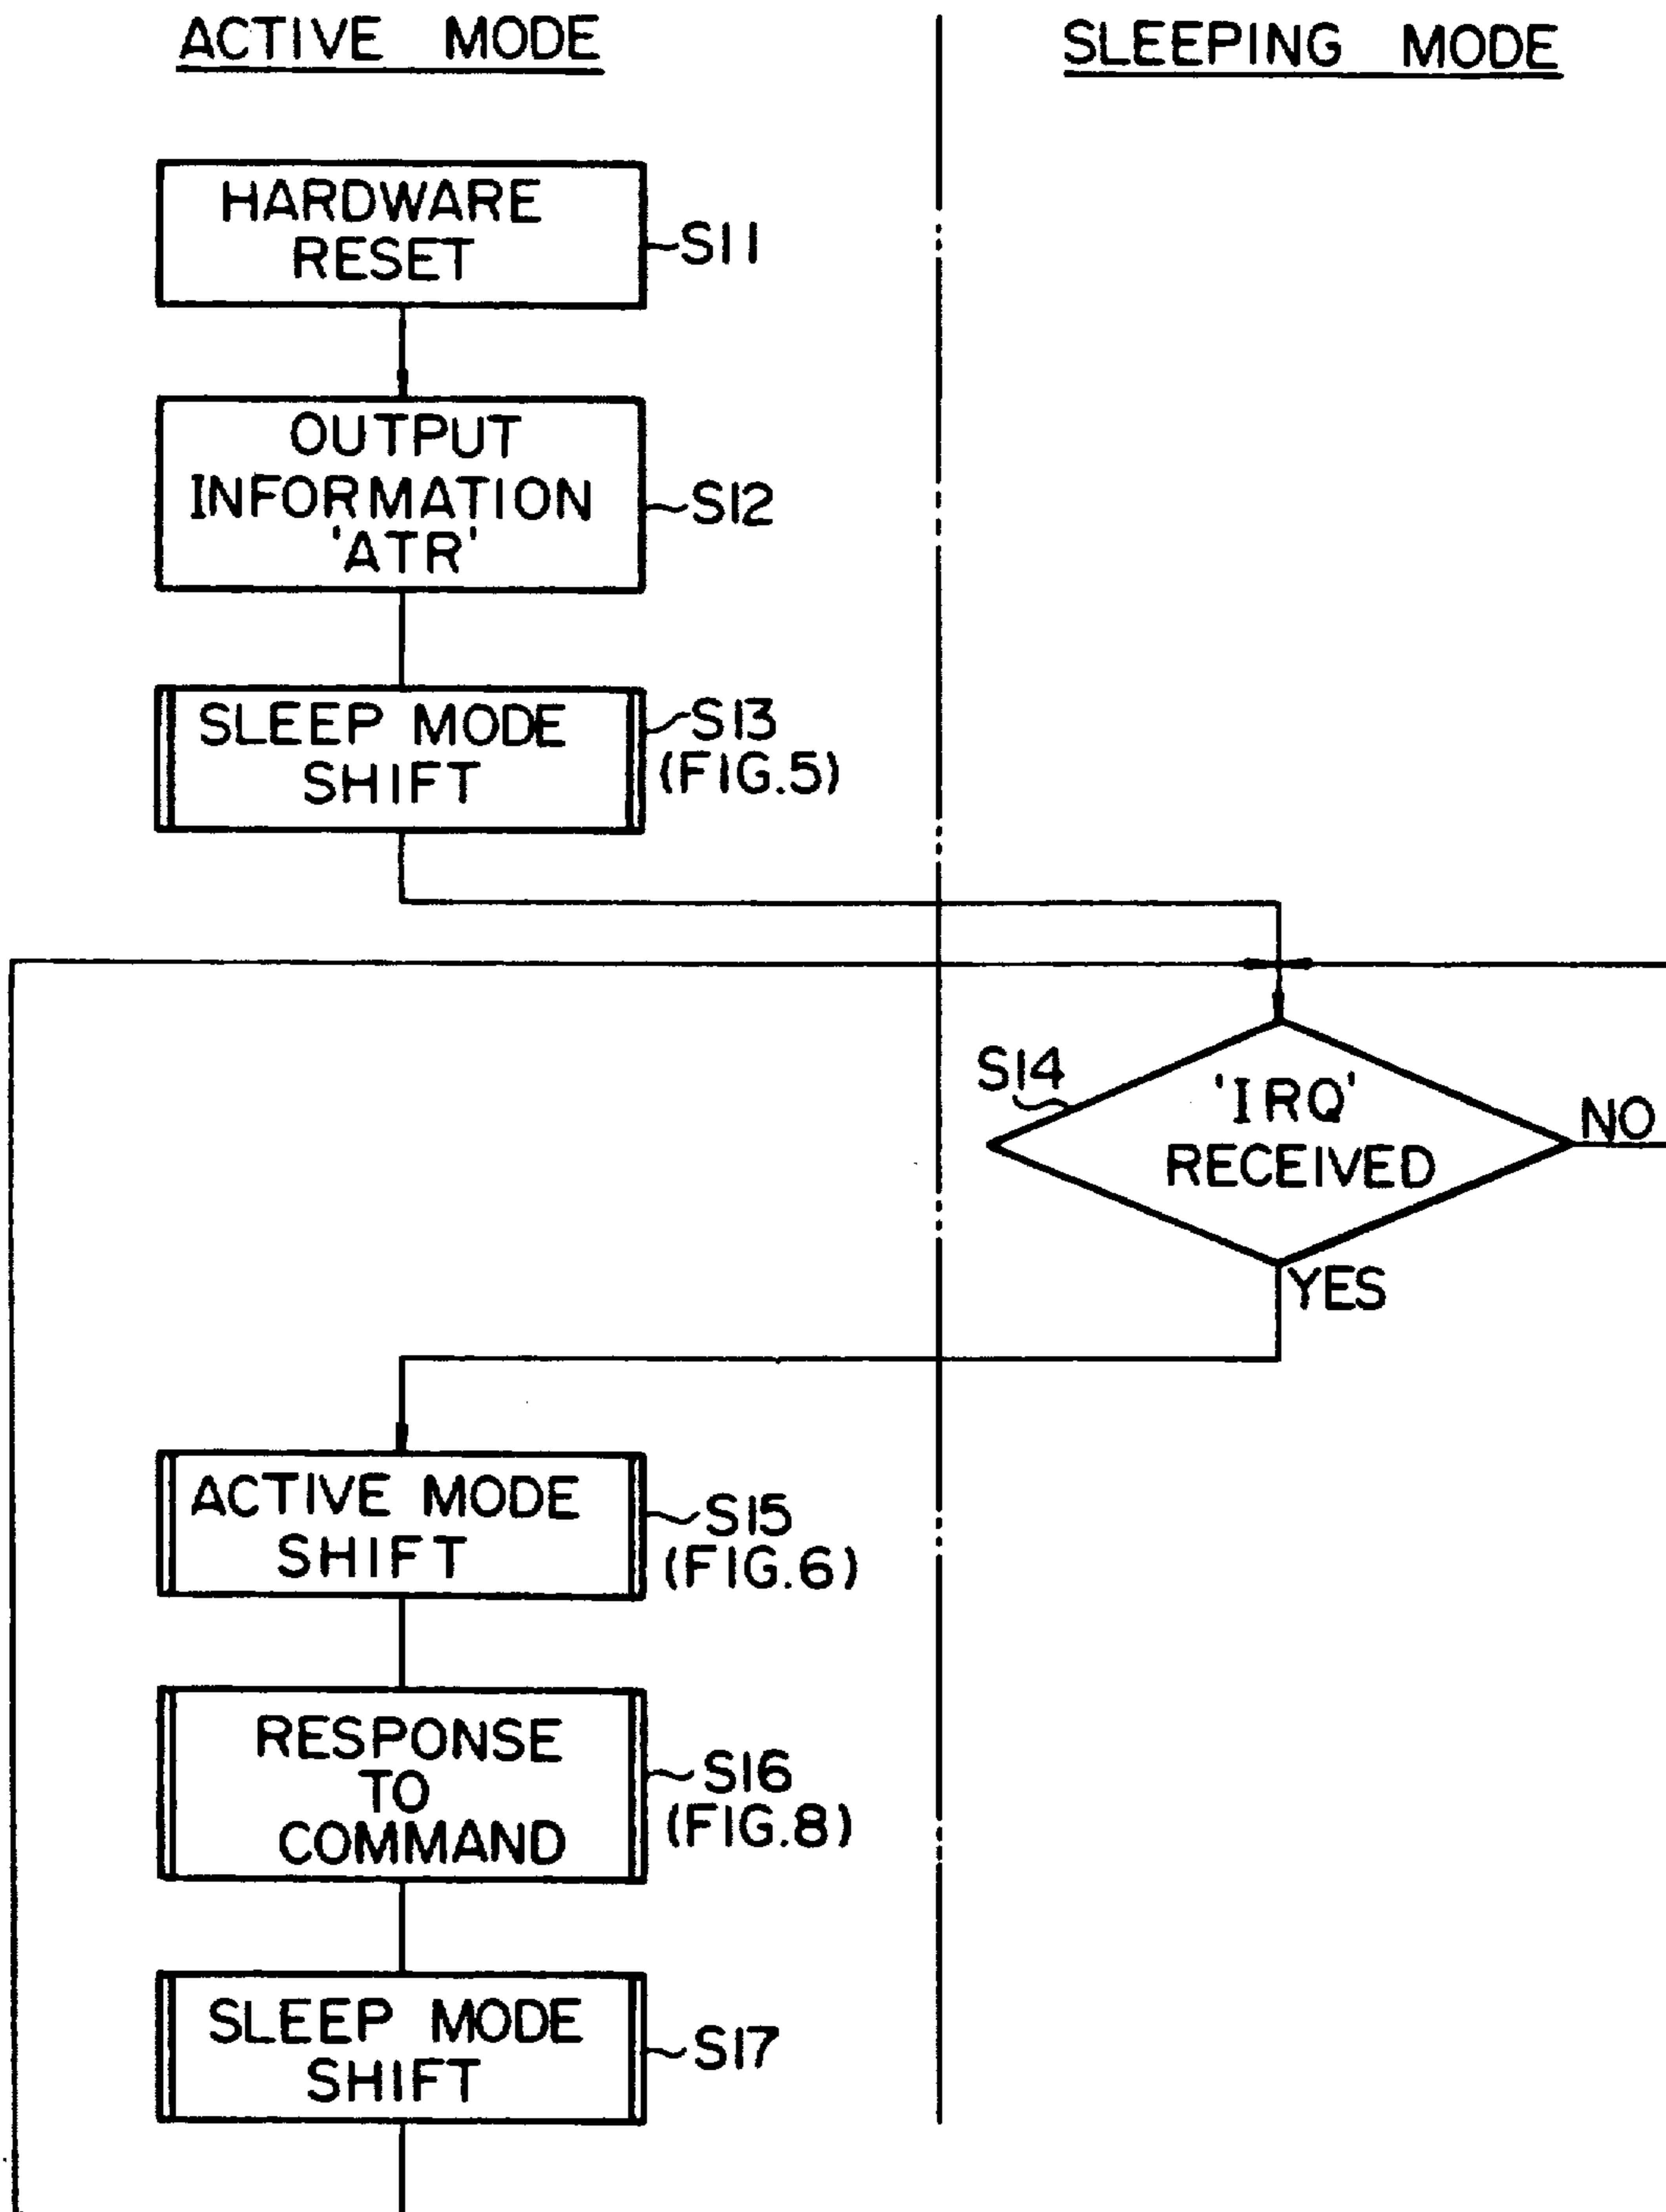 ACTIVE MODE
SLEEPING MODE
HARDWARE
RESET
S11
OUTPUT
INFORMATION
'ATR'
S12
SLEEP MODE
SHIFT
S13
(FIG.5)
S14
'IRQ'
RECEIVED
NO
YES
ACTIVE MODE
SHIFT
S15
(FIG.6)
RESPONSE
TO
COMMAND
S16
(FIG.8)
SLEEP MODE
SHIFT
S17